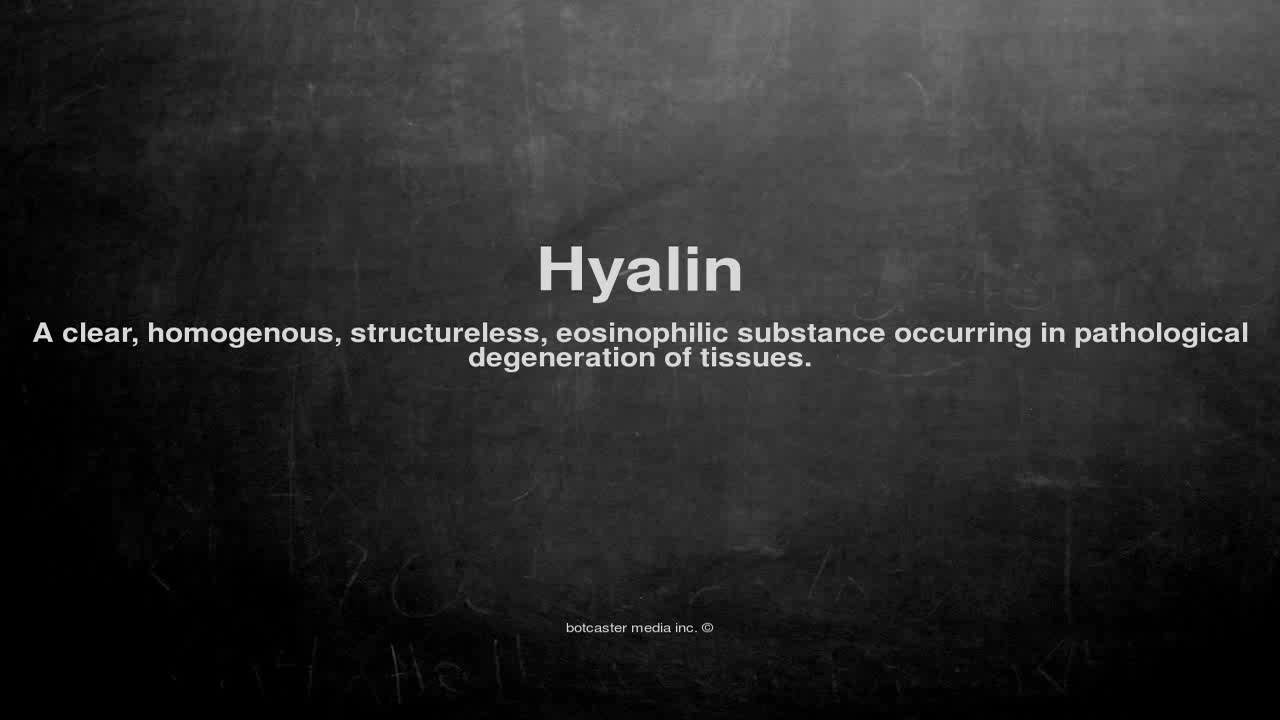 Hyalin
A clear, homogenous, structureless, eosinophilic substance occurring in pathological
degeneration of tissues.
botcaster media inc. ©